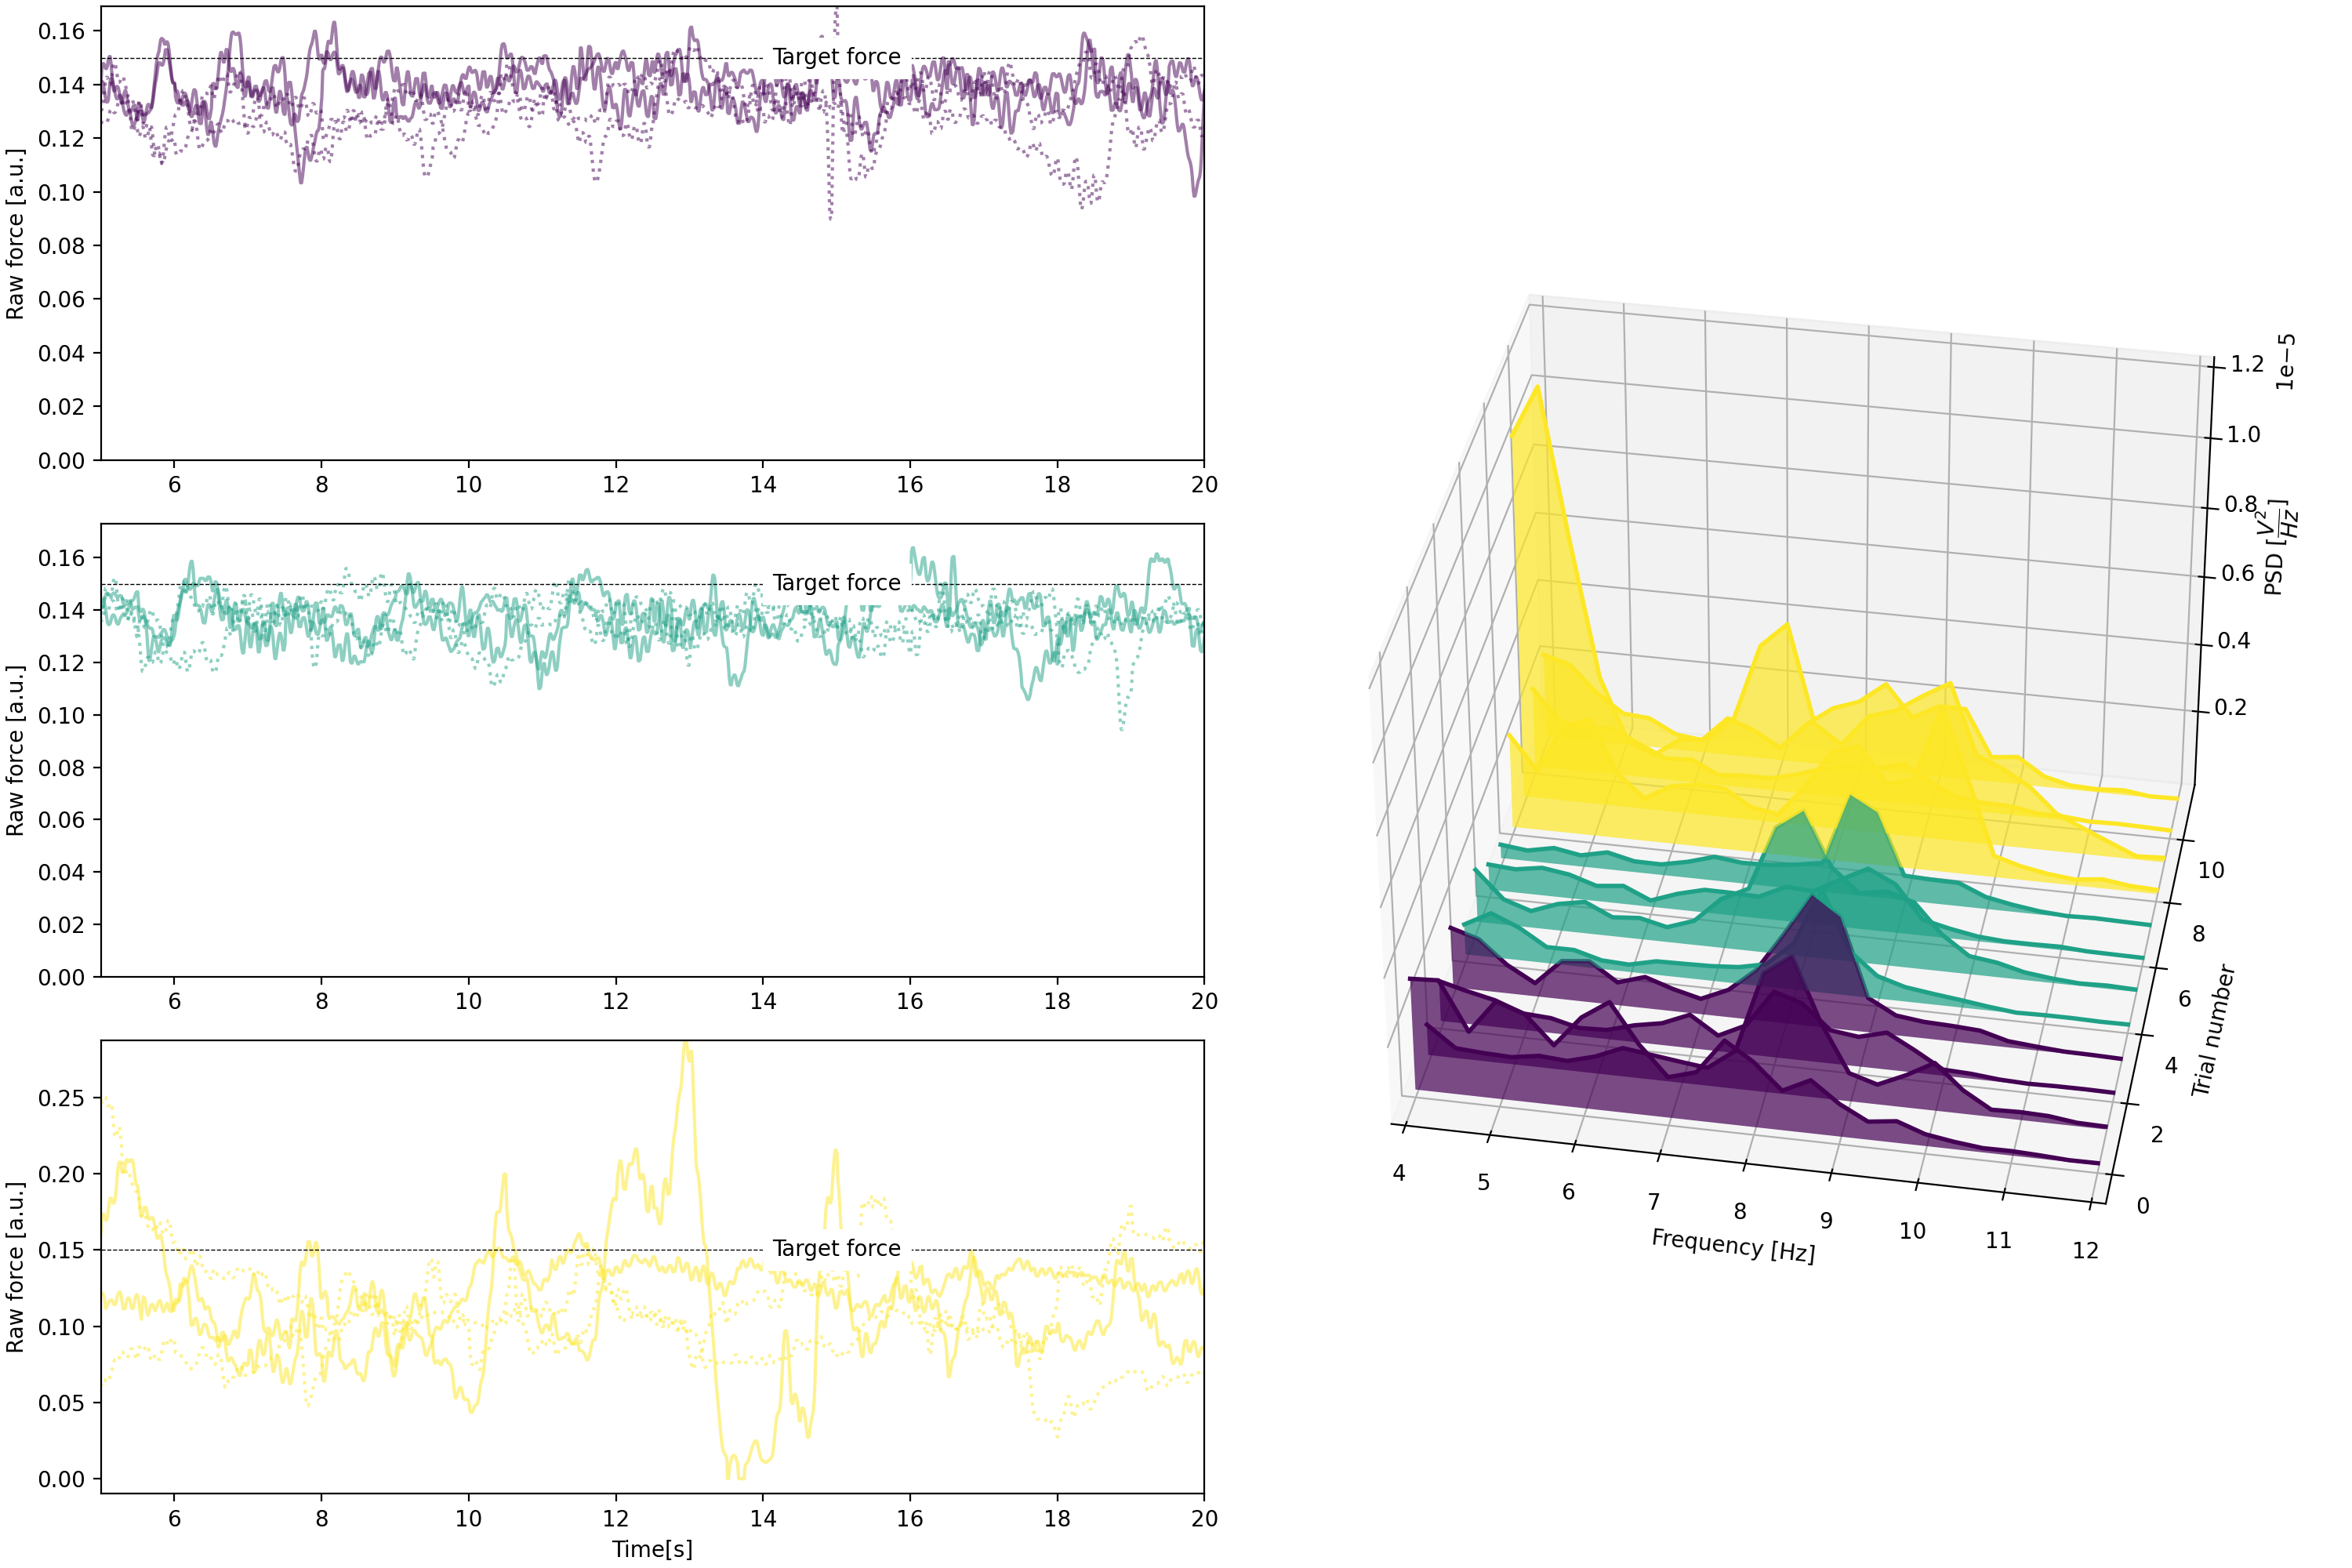 0.16
0.14
0.12
0.10
0.08
0.06
0.04
0.02
0.00
Raw force [a.u.]
Target force
6 8 10 12 14 16 18 20
0.16
0.14
0.12
0.10
0.08
0.06
0.04
0.02
0.00
Raw force [a.u.]
Target force
6 8 10 12 14 16 18 20
0.25
0.20
0.15
0.10
0.05
0.00
Raw force [a.u.]
Target force
6 8 10 12 14 16 18 20
Time[s]
1e−5
1.2
1.0
0.8
0.6
0.4
0.2
PSD [V²/Hz]
10
8
6
4
2
0
Trial number
4 5 6 7 8 9 10 11 12
Frequency [Hz]